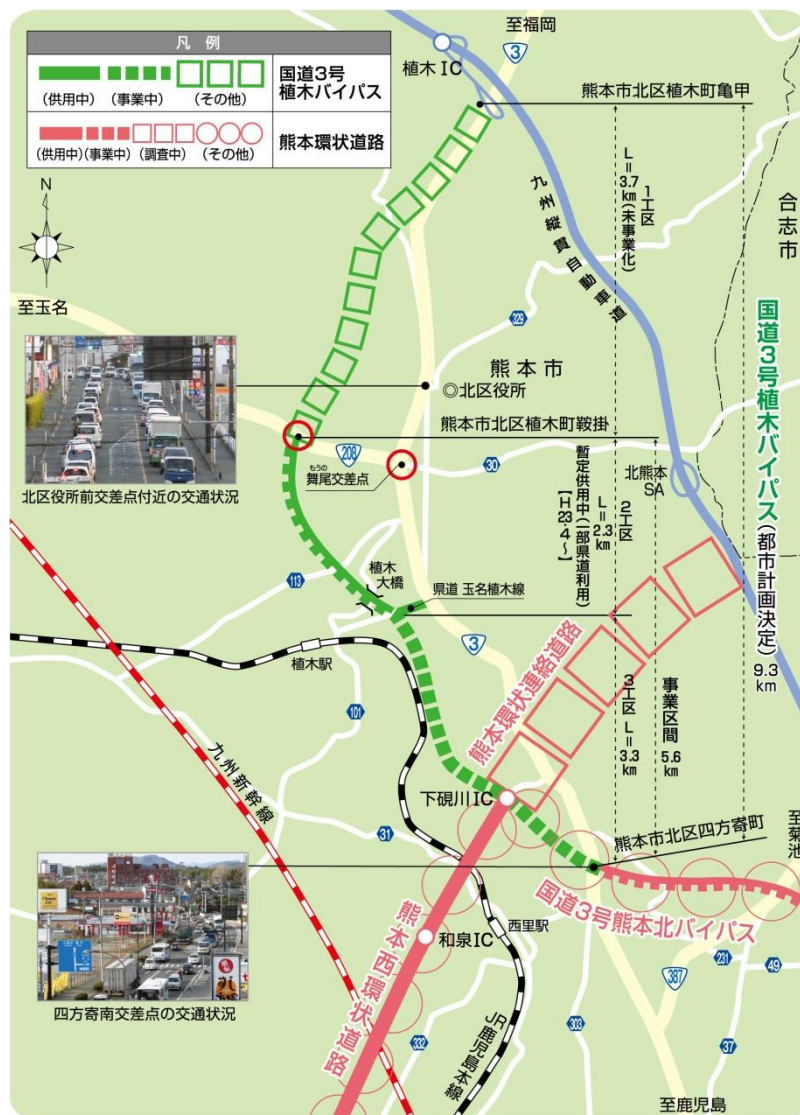 凡例
国道3号
植木バイパス
(供用中) (事業中) (その他)
熊本環状道路
(供用中)(事業中) (調査中) (その他)
至福岡
3
植木 IC
熊本市北区植木町亀甲
N
至玉名
九州縦貫自動車道
1工区
L=3.7km(未事業化)
合志市
国道3号植木バイパス(都市計画決定) 9.3km
329
熊本市
◎北区役所
北区役所前交差点付近の交通状況
熊本市北区植木町鞍掛
208
もうの
舞尾交差点
30
北熊本
SA
2工区
L=2.3km
暫定供用中(一部県道利用)
【H23.4~】
113
植木
大橋
県道 玉名植木線
植木駅
3
101
熊本環状連絡道路
3工区 L=3.3km
事業区間 5.6km
九州新幹線
下硯川IC
31
熊本市北区四方寄町
至菊池
国道3号熊本北バイパス
四方寄南交差点の交通状況
西里駅
和泉IC
熊本西環状道路
JR鹿児島本線
332
303
387
231
49
37
至鹿児島